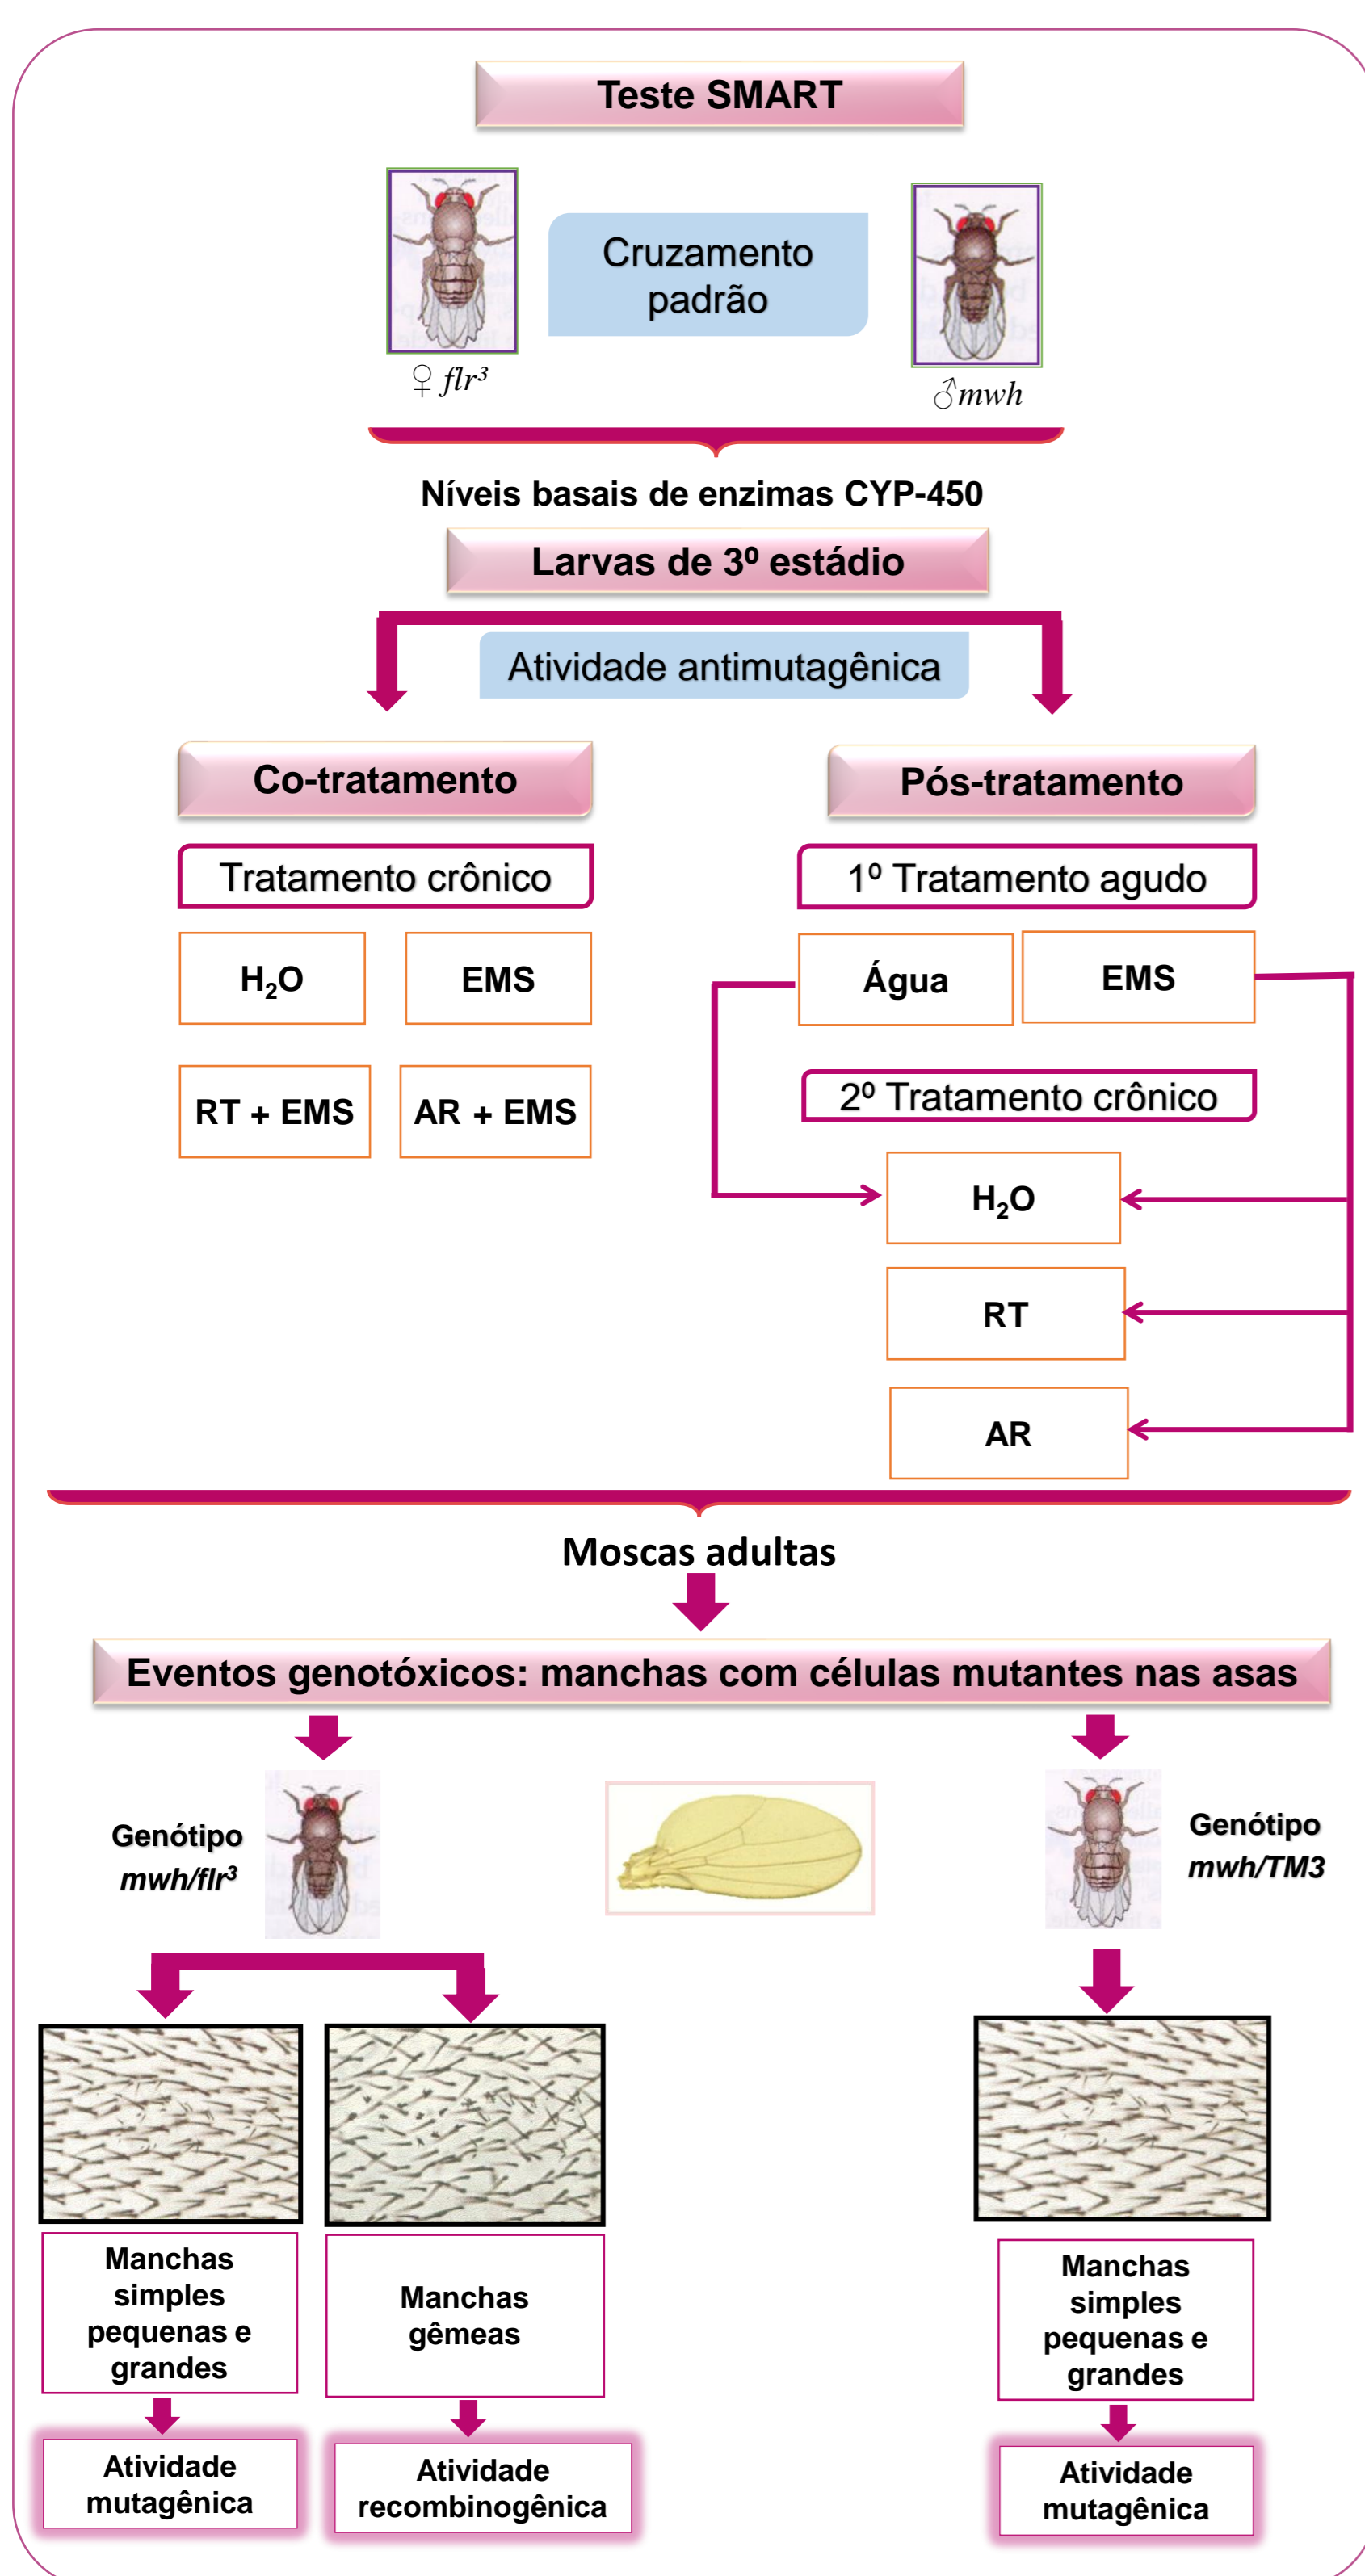 Teste SMART
Cruzamento
padrão
♀ flr³
♂mwh
Níveis basais de enzimas CYP-450
Larvas de 3º estádio
Atividade antimutagênica
Co-tratamento
Tratamento crônico
H₂O
EMS
RT + EMS
AR + EMS
Pós-tratamento
1º Tratamento agudo
Água
EMS
2º Tratamento crônico
H₂O
RT
AR
Moscas adultas
Eventos genotóxicos: manchas com células mutantes nas asas
Genótipo
mwh/flr³
Genótipo
mwh/TM3
Manchas
simples
pequenas e
grandes
Manchas
gêmeas
Manchas
simples
pequenas e
grandes
Atividade
mutagênica
Atividade
recombinogênica
Atividade
mutagênica